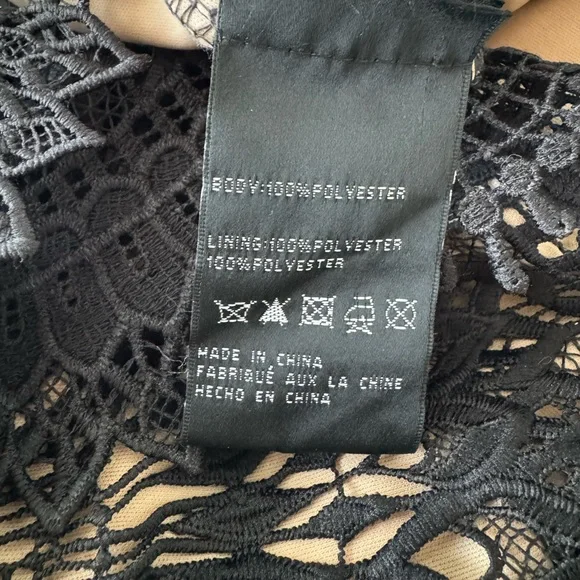 BODY:100%POLYESTER
LINING:100%POLYESTER
100%POLYESTER
MADE IN CHINA
FABRIQUÉ AUX LA CHINE
HECHO EN CHINA